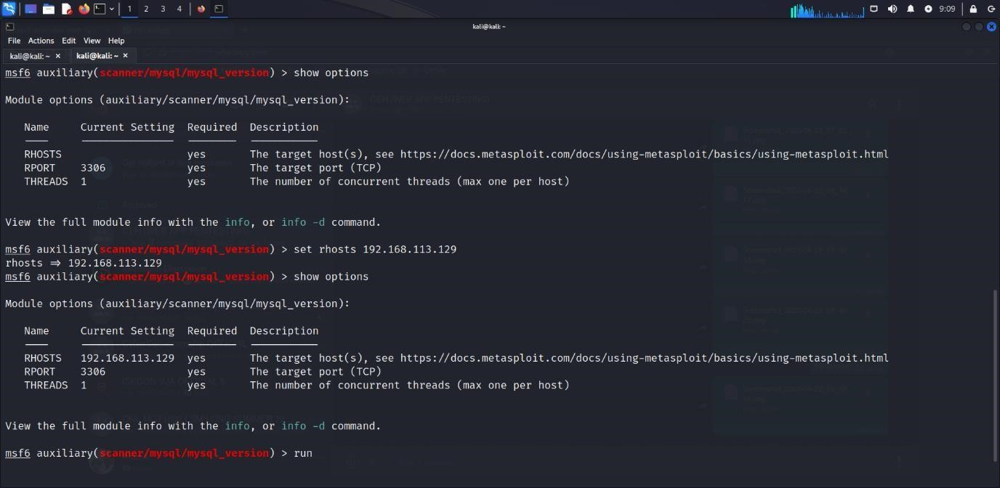 1 2 3 4 9:09
kali@kali: ~
File Actions Edit View Help
kali@kali: ~ × kali@kali: ~ ×
msf6 auxiliary(scanner/mysql/mysql_version) > show options
Module options (auxiliary/scanner/mysql/mysql_version):
Name Current Setting Required Description
RHOSTS yes The target host(s), see https://docs.metasploit.com/docs/using-metasploit/basics/using-metasploit.html
RPORT 3306 yes The target port (TCP)
THREADS 1 yes The number of concurrent threads (max one per host)
View the full module info with the info, or info -d command.
msf6 auxiliary(scanner/mysql/mysql_version) > set rhosts 192.168.113.129
rhosts => 192.168.113.129
msf6 auxiliary(scanner/mysql/mysql_version) > show options
Module options (auxiliary/scanner/mysql/mysql_version):
Name Current Setting Required Description
RHOSTS 192.168.113.129 yes The target host(s), see https://docs.metasploit.com/docs/using-metasploit/basics/using-metasploit.html
RPORT 3306 yes The target port (TCP)
THREADS 1 yes The number of concurrent threads (max one per host)
View the full module info with the info, or info -d command.
msf6 auxiliary(scanner/mysql/mysql_version) > run